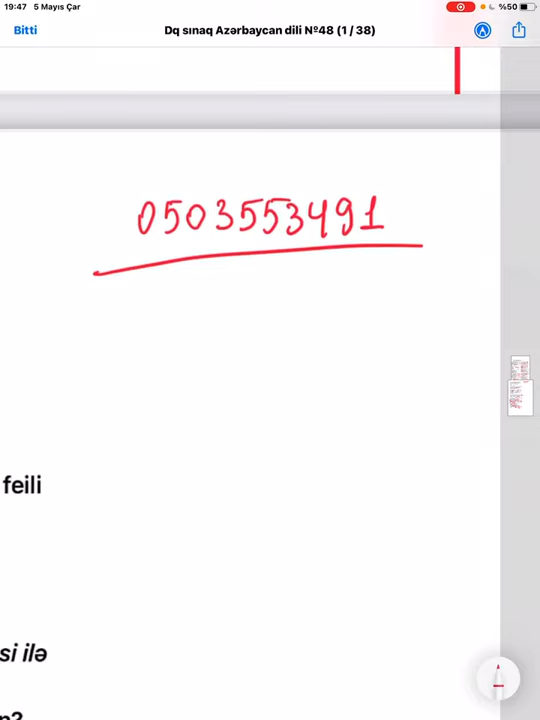 19:47 5 Mayıs Çar
%50
Bitti
Dq sınaq Azərbaycan dili №48 (1 / 38)
0503553491
feili
si ilə